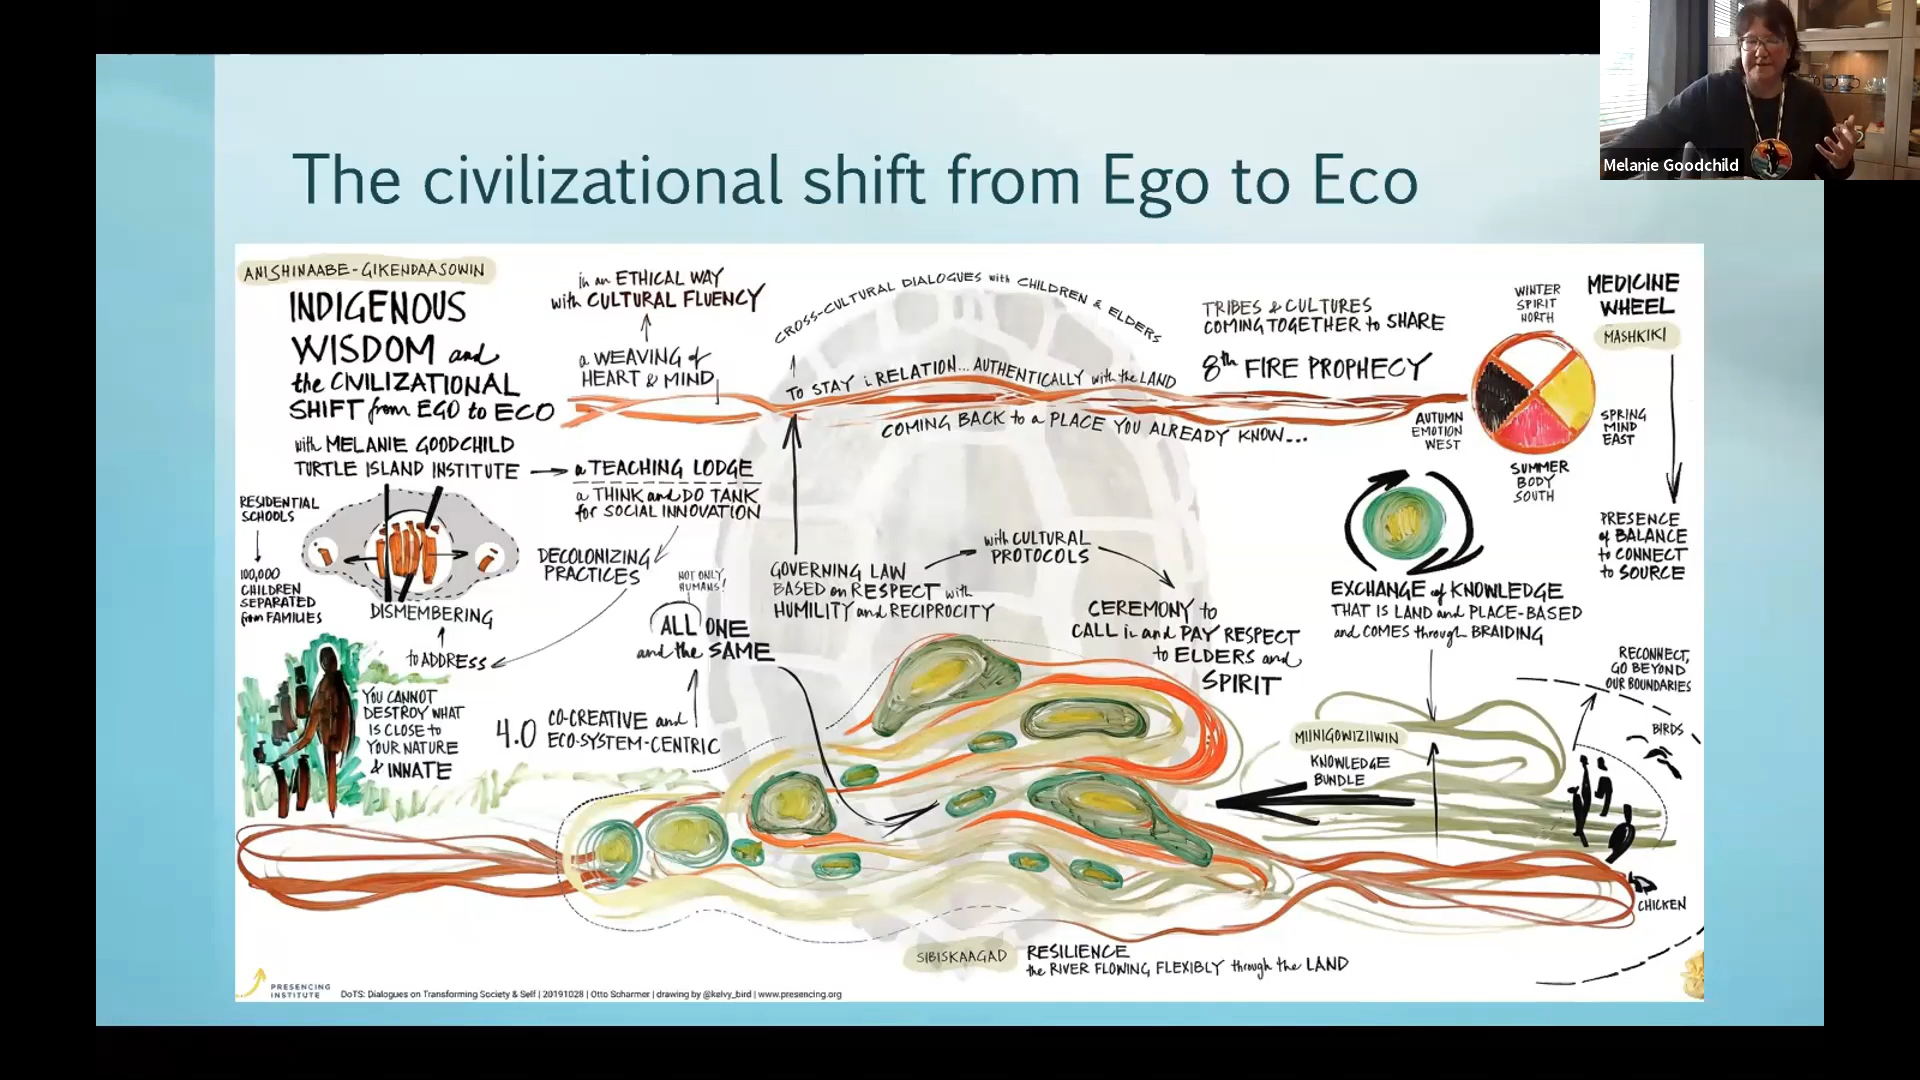 Melanie Goodchild
The civilizational shift from Ego to Eco
ANISHINAABE-GIKENDAASOWIN
INDIGENOUS
WISDOM and
the CIVILIZATIONAL
SHIFT from EGO to ECO
with MELANIE GOODCHILD
TURTLE ISLAND INSTITUTE
in an ETHICAL WAY
with CULTURAL FLUENCY
a WEAVING of
HEART & MIND
a TEACHING LODGE
a THINK and DO TANK
for SOCIAL INNOVATION
DECOLONIZING
PRACTICES
RESIDENTIAL
SCHOOLS
100,000
CHILDREN
SEPARATED
from FAMILIES
DISMEMBERING
to ADDRESS
YOU CANNOT
DESTROY WHAT
IS CLOSE to
YOUR NATURE
& INNATE
4.0
CO-CREATIVE and
ECO-SYSTEM-CENTRIC
NOT ONLY
HUMANS!
ALL ONE
and the SAME
CROSS-CULTURAL DIALOGUES with CHILDREN & ELDERS
TO STAY in RELATION... AUTHENTICALLY with the LAND
COMING BACK to a PLACE YOU ALREADY KNOW...
GOVERNING LAW
BASED on RESPECT with
HUMILITY and RECIPROCITY
with CULTURAL
PROTOCOLS
CEREMONY to
CALL in and PAY RESPECT
to ELDERS and
SPIRIT
TRIBES & CULTURES
COMING TOGETHER to SHARE
8th FIRE PROPHECY
WINTER
SPIRIT
NORTH
AUTUMN
EMOTION
WEST
SPRING
MIND
EAST
SUMMER
BODY
SOUTH
MEDICINE
WHEEL
MASHKIKI
PRESENCE
of BALANCE
to CONNECT
to SOURCE
EXCHANGE of KNOWLEDGE
THAT IS LAND and PLACE-BASED
and COMES through BRAIDING
RECONNECT,
GO BEYOND
OUR BOUNDARIES
BIRDS
MIINIGOWIZIIWIN
KNOWLEDGE
BUNDLE
CHICKEN
SIBISKAAGAD
RESILIENCE
the RIVER FLOWING FLEXIBLY through the LAND
PRESENCING
INSTITUTE
DoTS: Dialogues on Transforming Society & Self | 20191028 | Otto Scharmer | drawing by @kelvy_bird | www.presencing.org